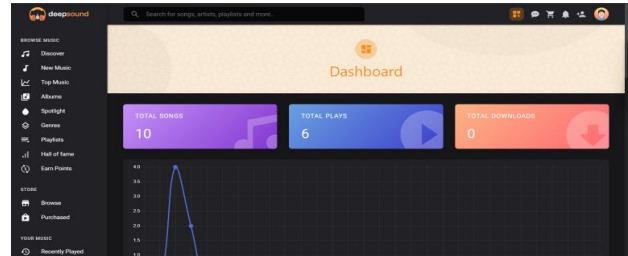 deepsound
Search for songs, artists, playlists and more..
BROWSE MUSIC
Discover
New Music
Top Music
Albums
Spotlight
Genres
Playlists
Hall of fame
Earn Points
STORE
Browse
Purchased
YOUR MUSIC
Recently Played
Dashboard
TOTAL SONGS
10
TOTAL PLAYS
6
TOTAL DOWNLOADS
0
4.0
3.5
3.0
2.5
2.0
1.5
1.0